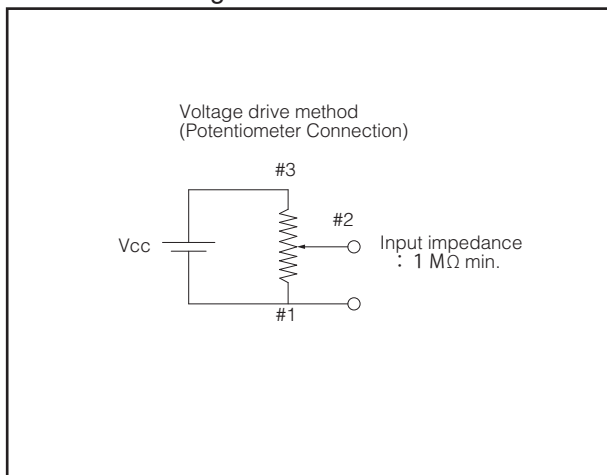 Voltage drive method
(Potentiometer Connection)
#3
#2
Vcc
Input impedance
: 1 MΩ min.
#1